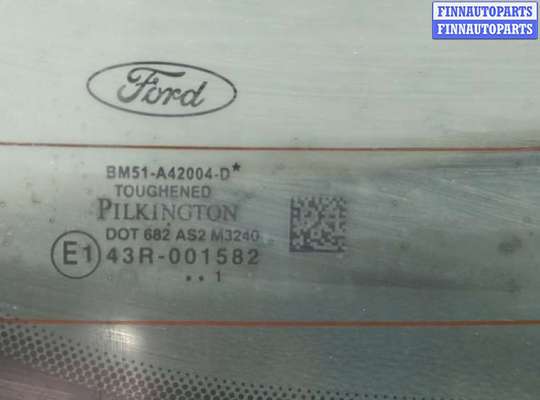 FINNAUTOPARTS
FINNAUTOPARTS
Ford
BM51-A42004-D*
TOUGHENED
PILKINGTON
DOT 682 AS2 M3240
E1 43R-001582
.. 1